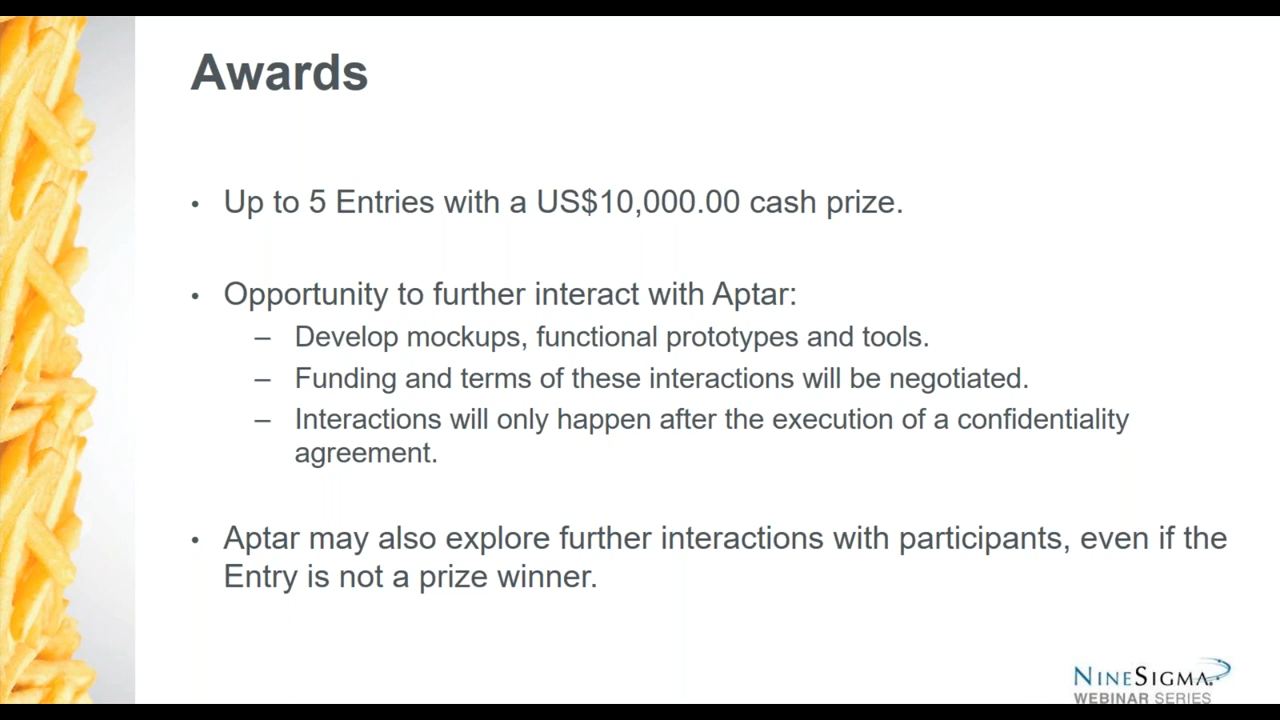 Awards
• Up to 5 Entries with a US$10,000.00 cash prize.
• Opportunity to further interact with Aptar:
– Develop mockups, functional prototypes and tools.
– Funding and terms of these interactions will be negotiated.
– Interactions will only happen after the execution of a confidentiality
agreement.
• Aptar may also explore further interactions with participants, even if the
Entry is not a prize winner.
NINESIGMA
WEBINAR SERIES